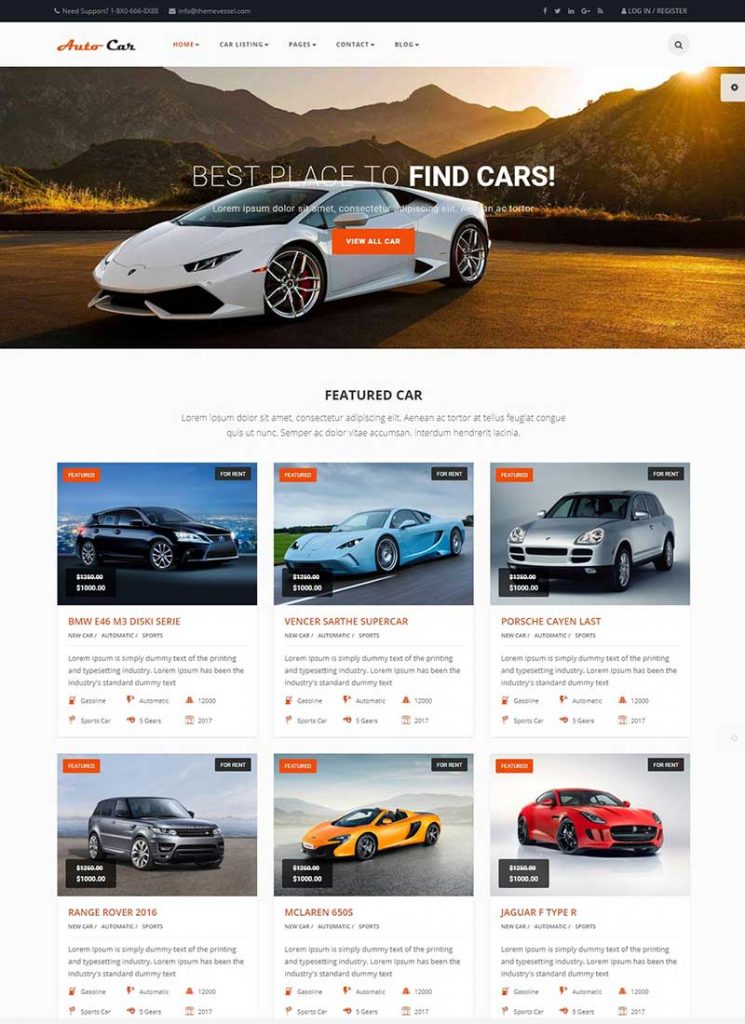 Need Support? 1-8X0-666-8X88 info@themevessel.com LOG IN / REGISTER
Auto Car HOME CAR LISTING PAGES CONTACT BLOG
BEST PLACE TO FIND CARS!
Lorem ipsum dolor sit amet, consectetur adipiscing elit. Aenean ac tortor
VIEW ALL CAR
FEATURED CAR
Lorem ipsum dolor sit amet, consectetur adipiscing elit. Aenean ac tortor at tellus feugiat congue
quis ut nunc. Semper ac dolor vitae accumsan. interdum hendrerit lacinia.
FEATURED FOR RENT
$1250.00
$1000.00
BMW E46 M3 DISKI SERIE
NEW CAR / AUTOMATIC / SPORTS
Lorem Ipsum is simply dummy text of the printing
and typesetting industry. Lorem Ipsum has been the
industry's standard dummy text
Gasoline Automatic 12000
Sports Car 5 Gears 2017
FEATURED FOR RENT
$1250.00
$1000.00
VENCER SARTHE SUPERCAR
NEW CAR / AUTOMATIC / SPORTS
Lorem Ipsum is simply dummy text of the printing
and typesetting industry. Lorem Ipsum has been the
industry's standard dummy text
Gasoline Automatic 12000
Sports Car 5 Gears 2017
FEATURED FOR RENT
$1250.00
$1000.00
PORSCHE CAYEN LAST
NEW CAR / AUTOMATIC / SPORTS
Lorem Ipsum is simply dummy text of the printing
and typesetting industry. Lorem Ipsum has been the
industry's standard dummy text
Gasoline Automatic 12000
Sports Car 5 Gears 2017
FEATURED FOR RENT
$1250.00
$1000.00
RANGE ROVER 2016
NEW CAR / AUTOMATIC / SPORTS
Lorem Ipsum is simply dummy text of the printing
and typesetting industry. Lorem Ipsum has been the
industry's standard dummy text
Gasoline Automatic 12000
Sports Car 5 Gears 2017
FEATURED FOR RENT
$1250.00
$1000.00
MCLAREN 650S
NEW CAR / AUTOMATIC / SPORTS
Lorem Ipsum is simply dummy text of the printing
and typesetting industry. Lorem Ipsum has been the
industry's standard dummy text
Gasoline Automatic 12000
Sports Car 5 Gears 2017
FEATURED FOR RENT
$1250.00
$1000.00
JAGUAR F TYPE R
NEW CAR / AUTOMATIC / SPORTS
Lorem Ipsum is simply dummy text of the printing
and typesetting industry. Lorem Ipsum has been the
industry's standard dummy text
Gasoline Automatic 12000
Sports Car 5 Gears 2017